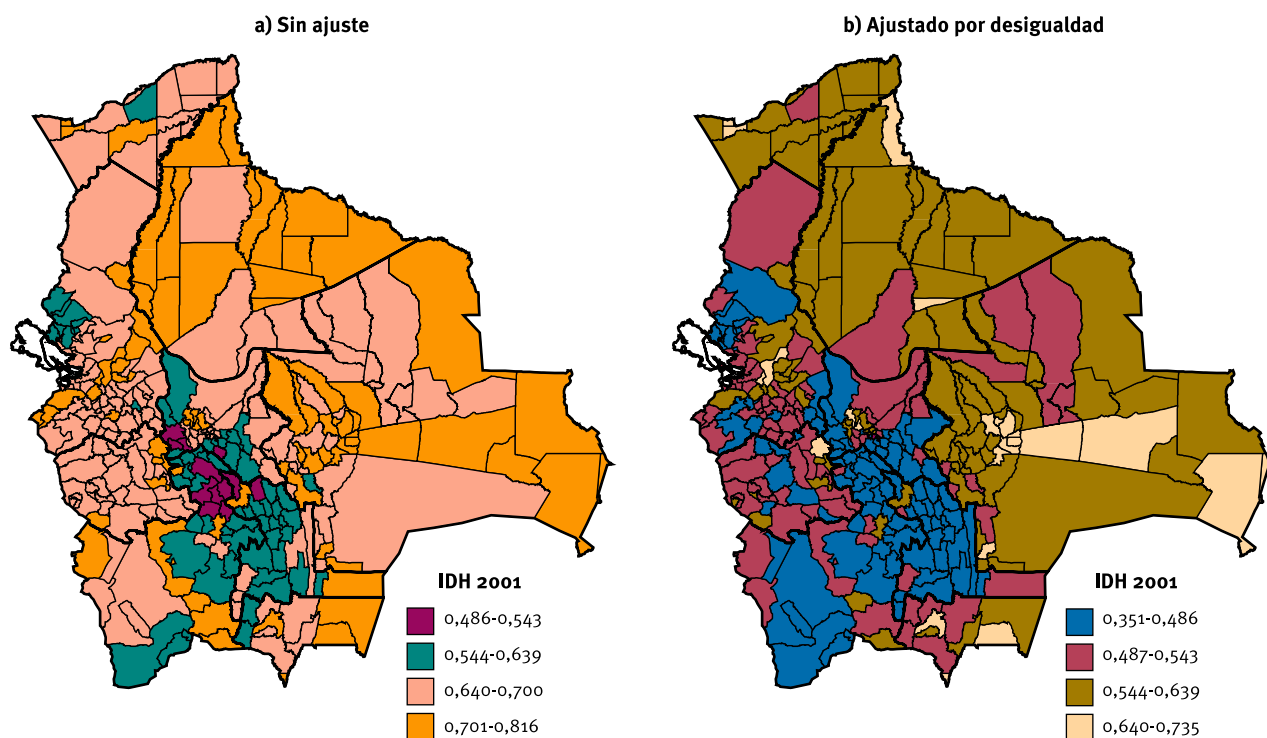 a) Sin ajuste
b) Ajustado por desigualdad
IDH 2001
0,486-0,543
0,544-0,639
0,640-0,700
0,701-0,816
IDH 2001
0,351-0,486
0,487-0,543
0,544-0,639
0,640-0,735